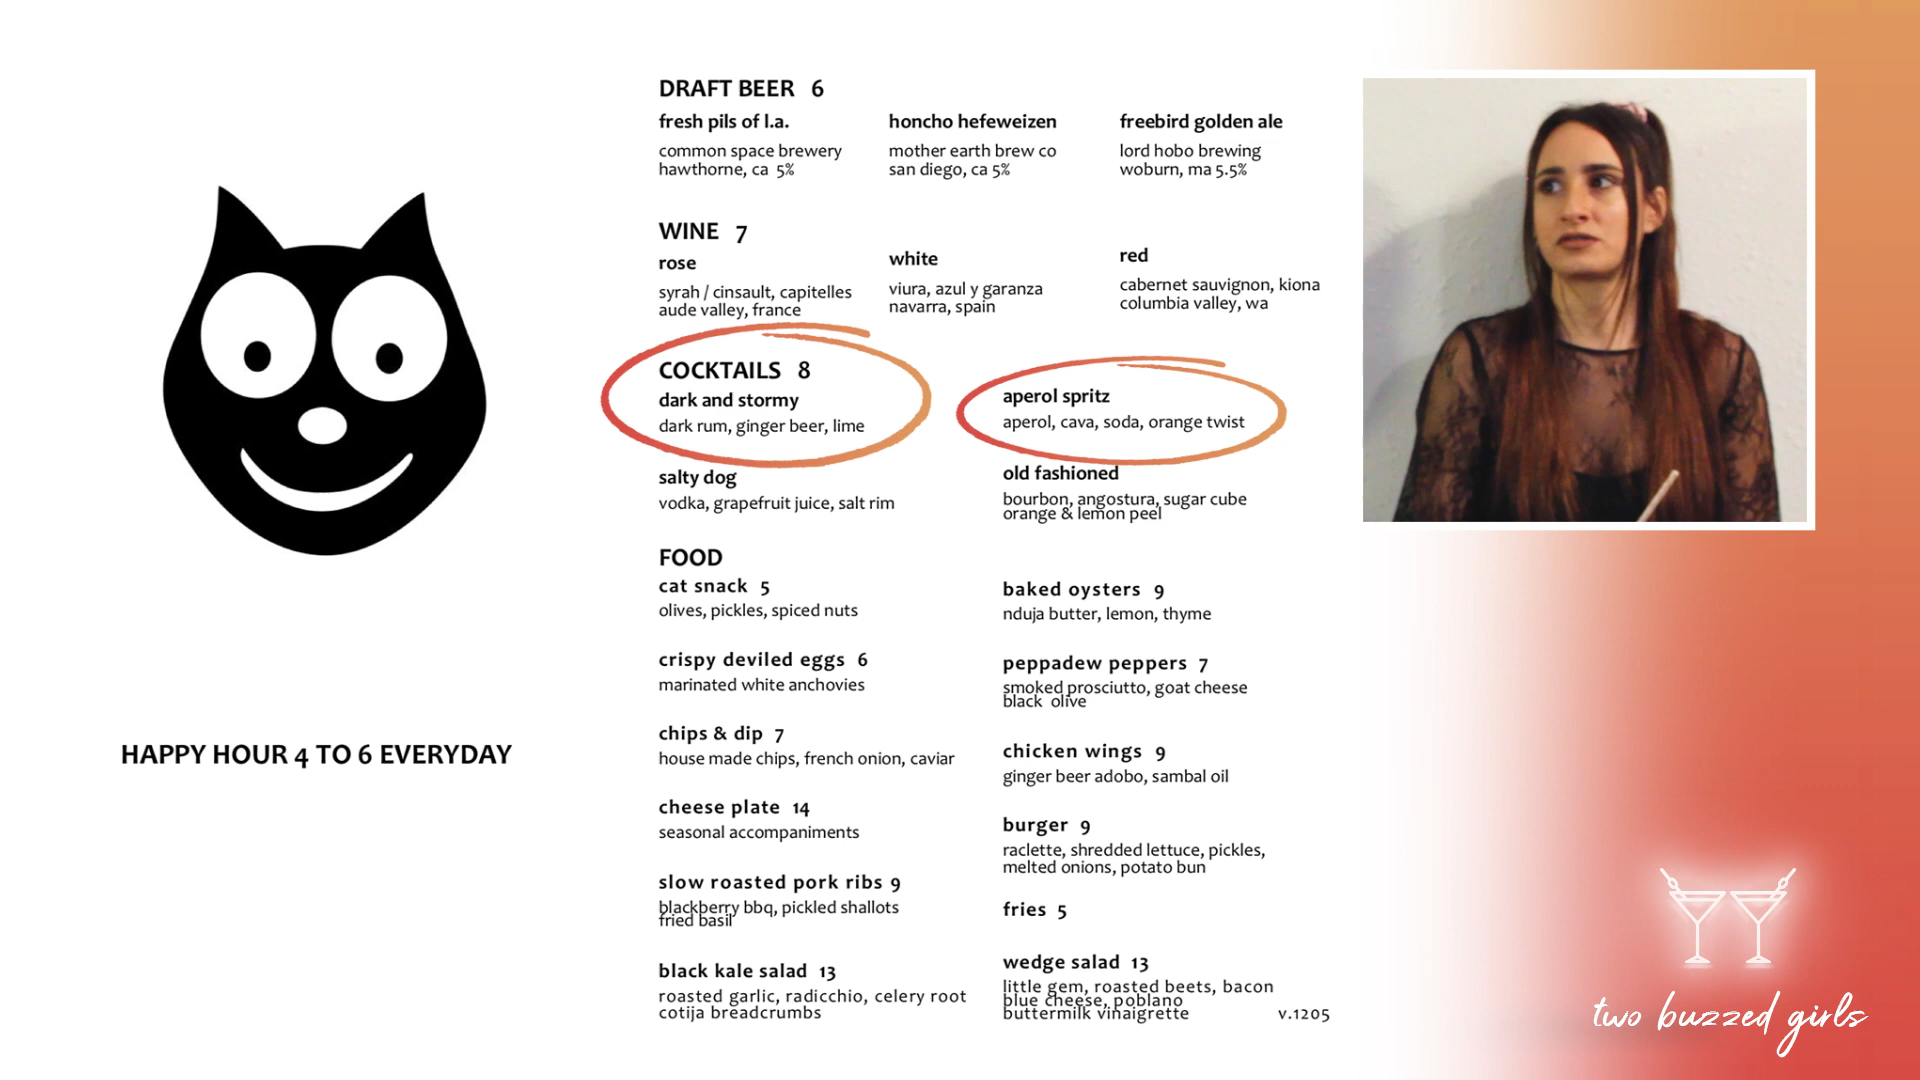 DRAFT BEER 6
fresh pils of l.a.
common space brewery
hawthorne, ca 5%
honcho hefeweizen
mother earth brew co
san diego, ca 5%
freebird golden ale
lord hobo brewing
woburn, ma 5.5%
WINE 7
rose
syrah / cinsault, capitelles
aude valley, france
white
viura, azul y garanza
navarra, spain
red
cabernet sauvignon, kiona
columbia valley, wa
COCKTAILS 8
dark and stormy
dark rum, ginger beer, lime
aperol spritz
aperol, cava, soda, orange twist
salty dog
vodka, grapefruit juice, salt rim
old fashioned
bourbon, angostura, sugar cube
orange & lemon peel
FOOD
cat snack 5
olives, pickles, spiced nuts
crispy deviled eggs 6
marinated white anchovies
chips & dip 7
house made chips, french onion, caviar
cheese plate 14
seasonal accompaniments
slow roasted pork ribs 9
blackberry bbq, pickled shallots
fried basil
black kale salad 13
roasted garlic, radicchio, celery root
cotija breadcrumbs
baked oysters 9
nduja butter, lemon, thyme
peppadew peppers 7
smoked prosciutto, goat cheese
black olive
chicken wings 9
ginger beer adobo, sambal oil
burger 9
raclette, shredded lettuce, pickles,
melted onions, potato bun
fries 5
wedge salad 13
little gem, roasted beets, bacon
blue cheese, poblano
buttermilk vinaigrette
v.1205
HAPPY HOUR 4 TO 6 EVERYDAY
two buzzed girls